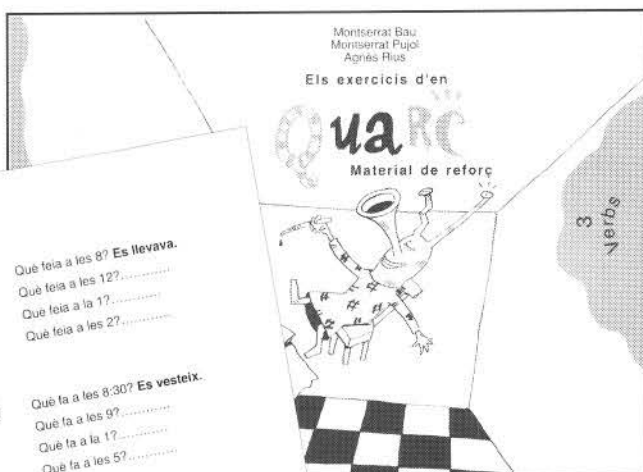 Montserrat Bau
Montserrat Pujol
Agnès Rius
Els exercicis d'en
QuaRC
Material de reforç
3
Verbs
Què feia a les 8? Es llevava.
Què feia a les 12?............
Què feia a la 1?............
Què feia a les 2?............
Què fa a les 8:30? Es vesteix.
Què fa a les 9?............
Què fa a la 1?............
Què fa a les 5?............